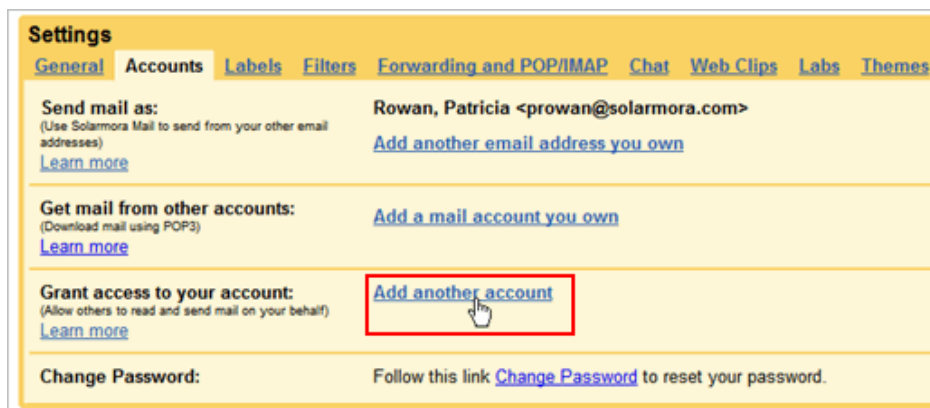 Settings
General Accounts Labels Filters Forwarding and POP/IMAP Chat Web Clips Labs Themes
Send mail as:
(Use Solarmora Mail to send from your other email
addresses)
Learn more
Rowan, Patricia <prowan@solarmora.com>
Add another email address you own
Get mail from other accounts:
(Download mail using POP3)
Learn more
Add a mail account you own
Grant access to your account:
(Allow others to read and send mail on your behalf)
Learn more
Add another account
Change Password:
Follow this link Change Password to reset your password.